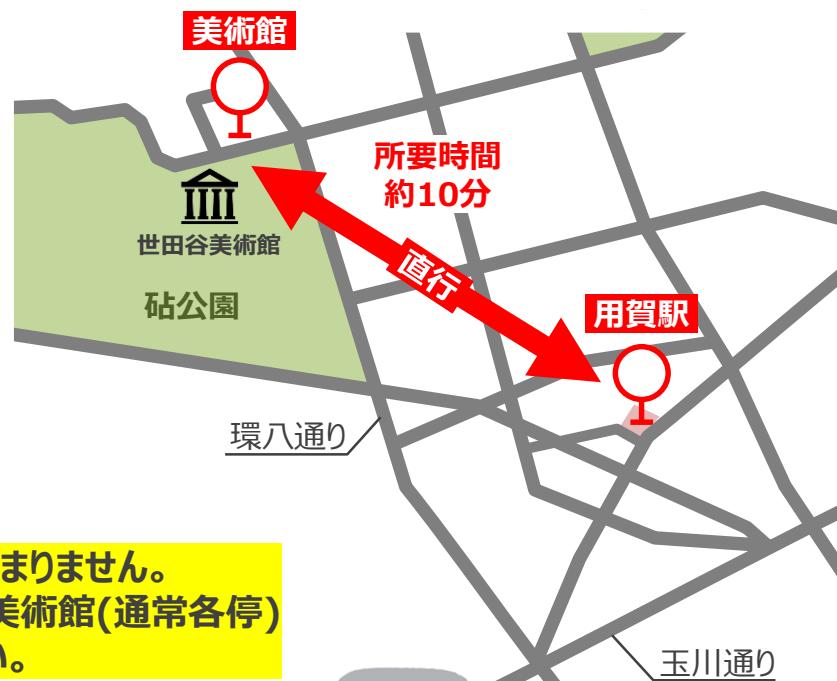 美術館
所要時間
約10分
世田谷美術館
直行
砧公園
用賀駅
環八通り
まりません。
美術館(通常各停)
い。
玉川通り